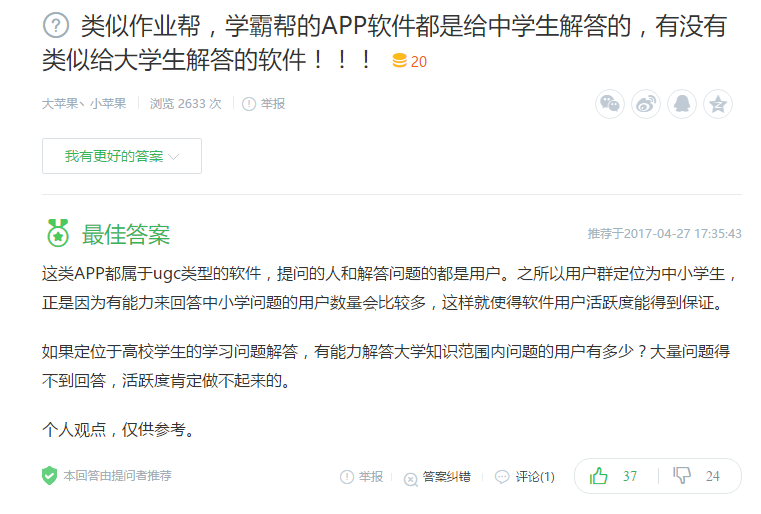 类似作业帮，学霸帮的APP软件都是给中学生解答的，有没有
类似给大学生解答的软件！！！ 20
大苹果丶小苹果 浏览 2633 次 举报
我有更好的答案
最佳答案 推荐于2017-04-27 17:35:43
这类APP都属于ugc类型的软件，提问的人和解答问题的都是用户。之所以用户群定位为中小学生，
正是因为有能力来回答中小学问题的用户数量会比较多，这样就使得软件用户活跃度能得到保证。
如果定位于高校学生的学习问题解答，有能力解答大学知识范围内问题的用户有多少？大量问题得
不到回答，活跃度肯定做不起来的。
个人观点，仅供参考。
本回答由提问者推荐 举报 答案纠错 评论(1) 37 24